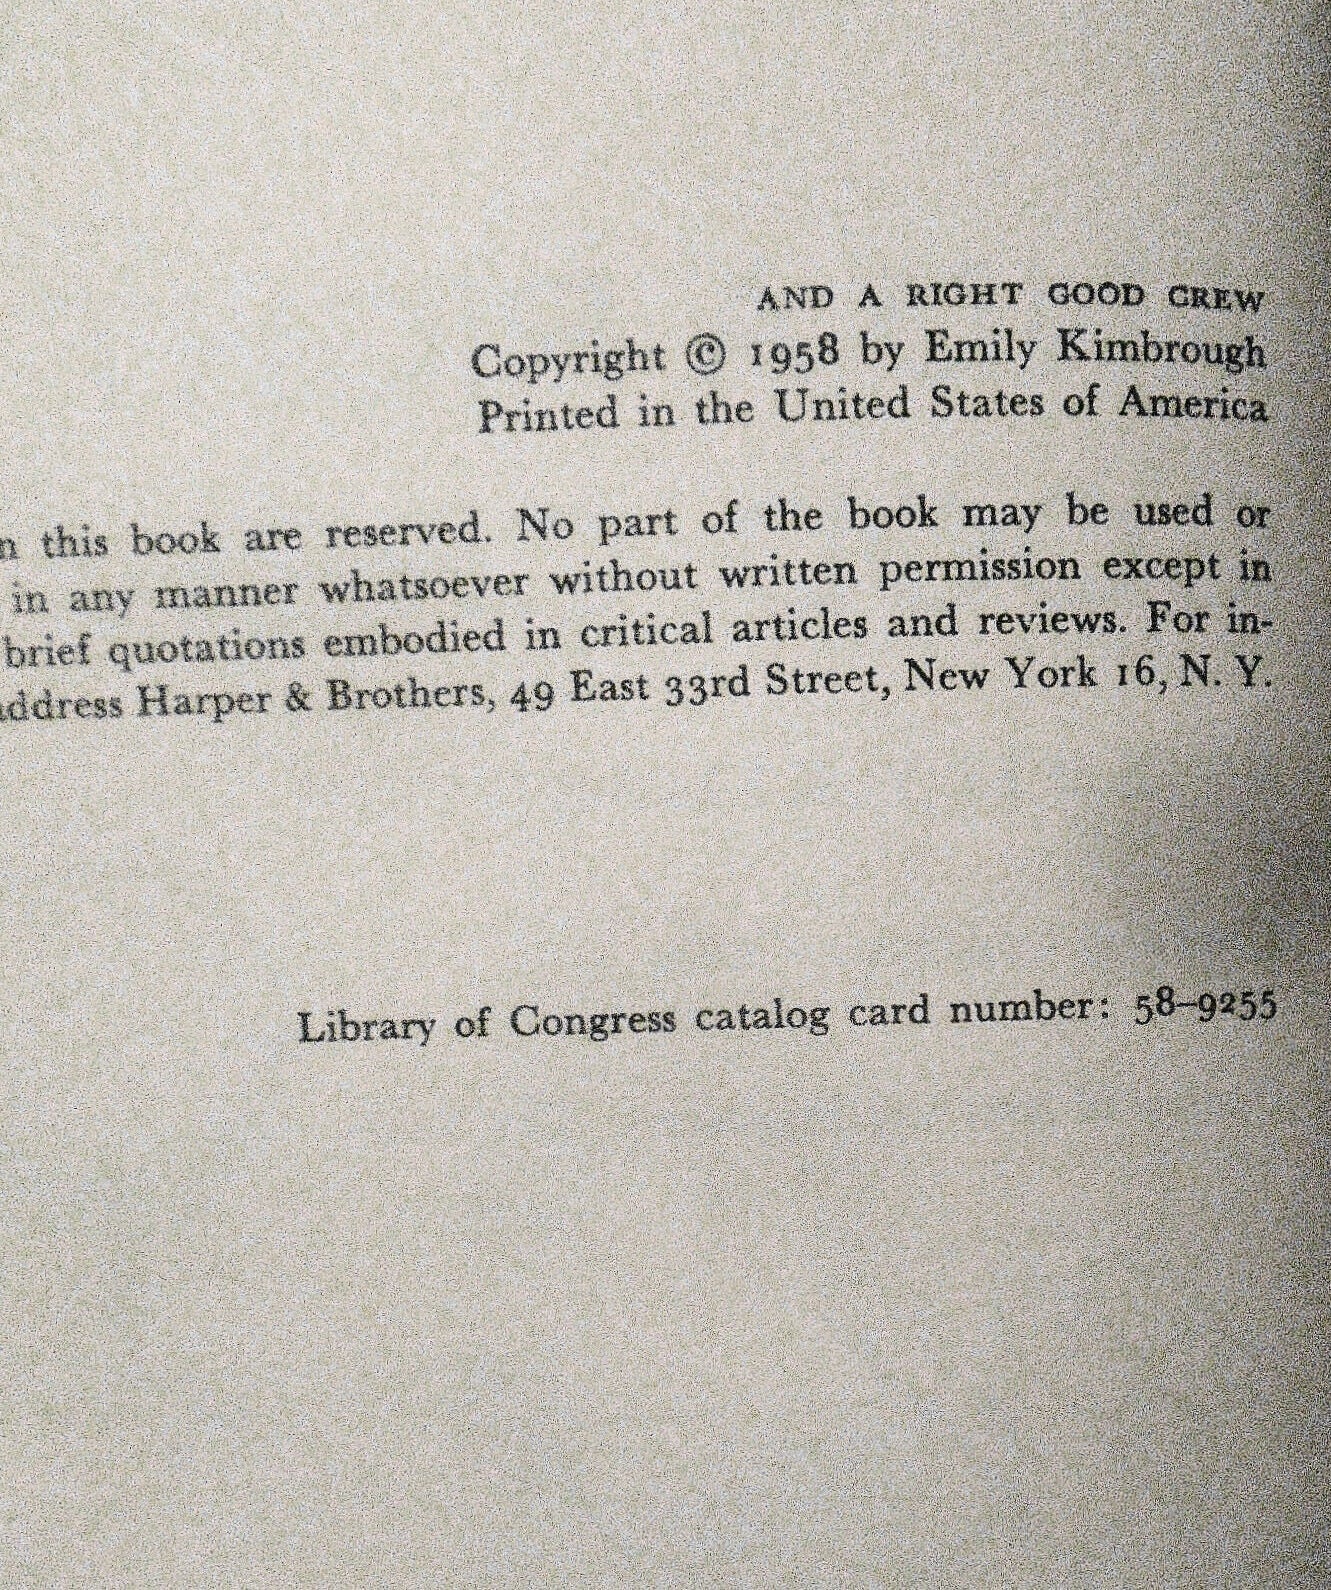 AND A RIGHT GOOD CREW
Copyright © 1958 by Emily Kimbrough
Printed in the United States of America
this book are reserved. No part of the book may be used or
in any manner whatsoever without written permission except in
brief quotations embodied in critical articles and reviews. For in-
address Harper & Brothers, 49 East 33rd Street, New York 16, N. Y.
Library of Congress catalog card number: 58-9255